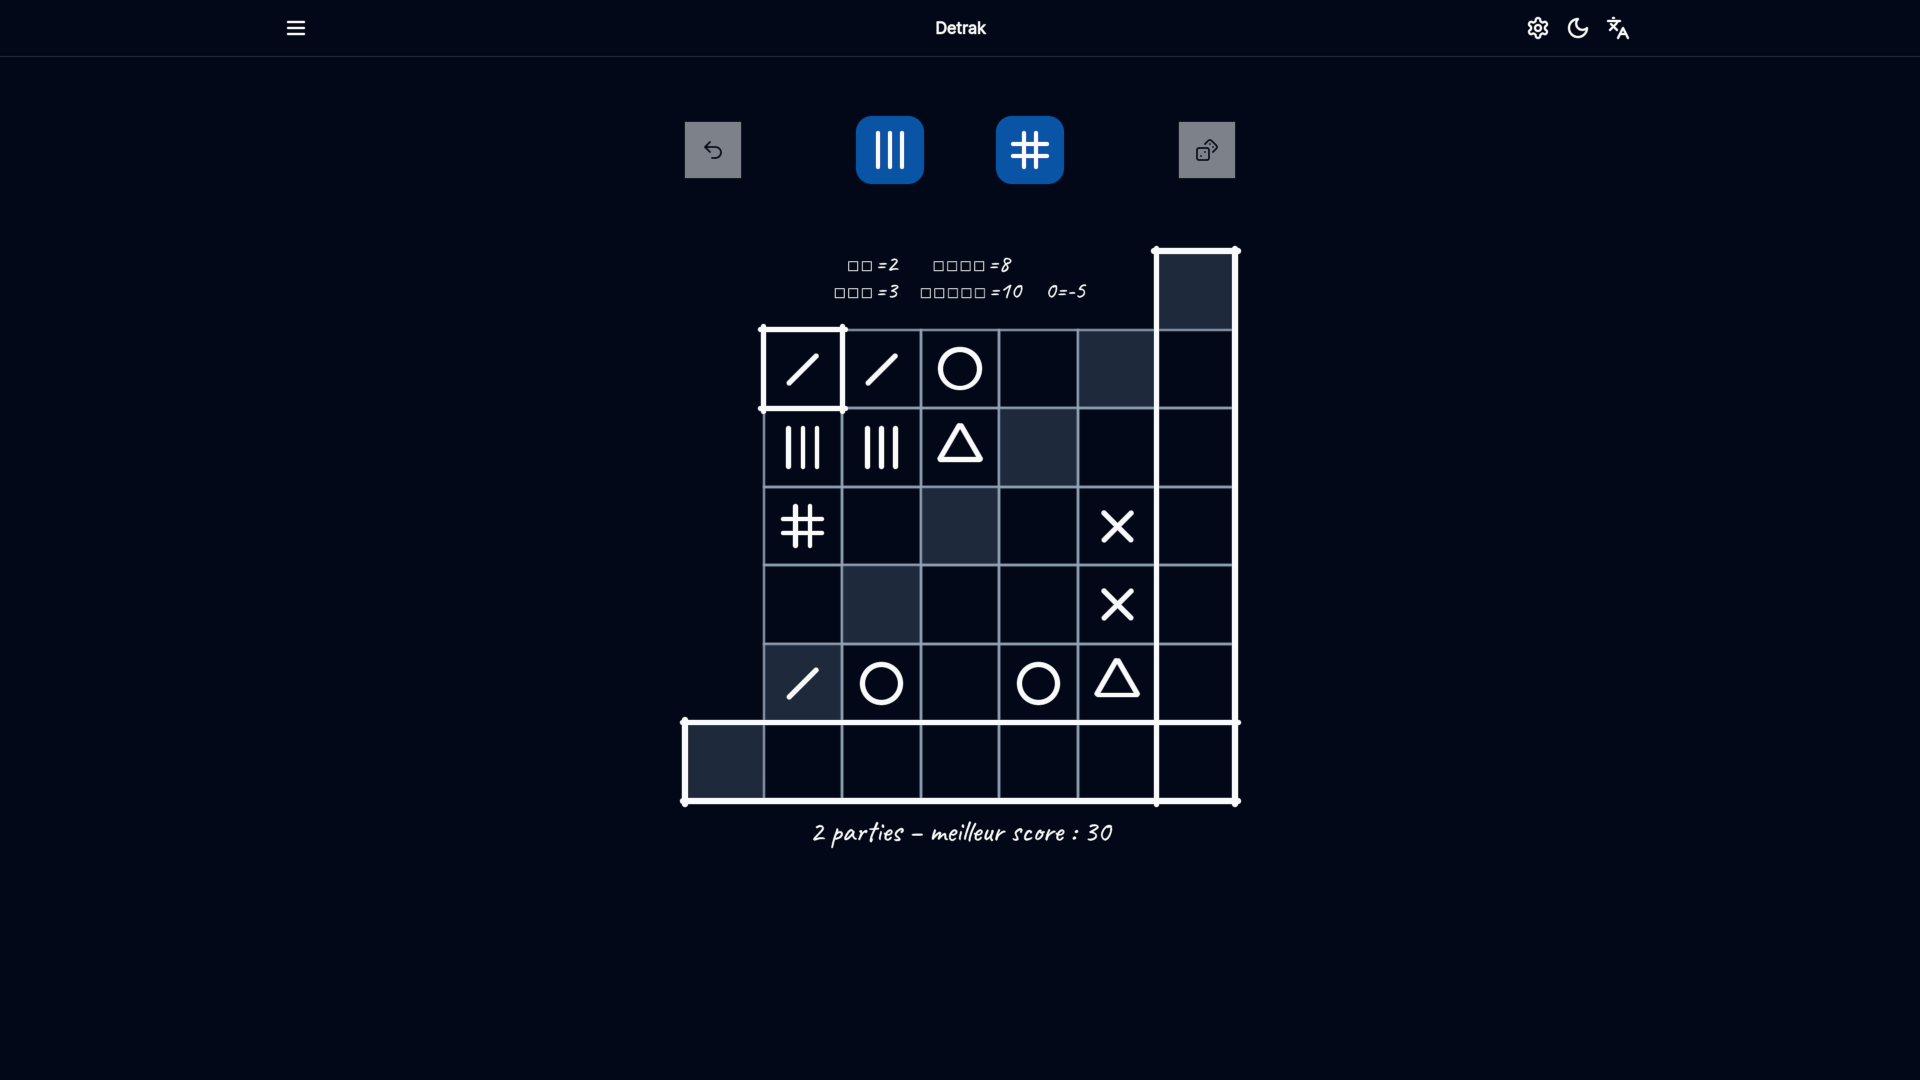 Detrak
□□ =2 □□□□ =8
□□□ =3 □□□□□ =10 0=-5
2 parties – meilleur score : 30